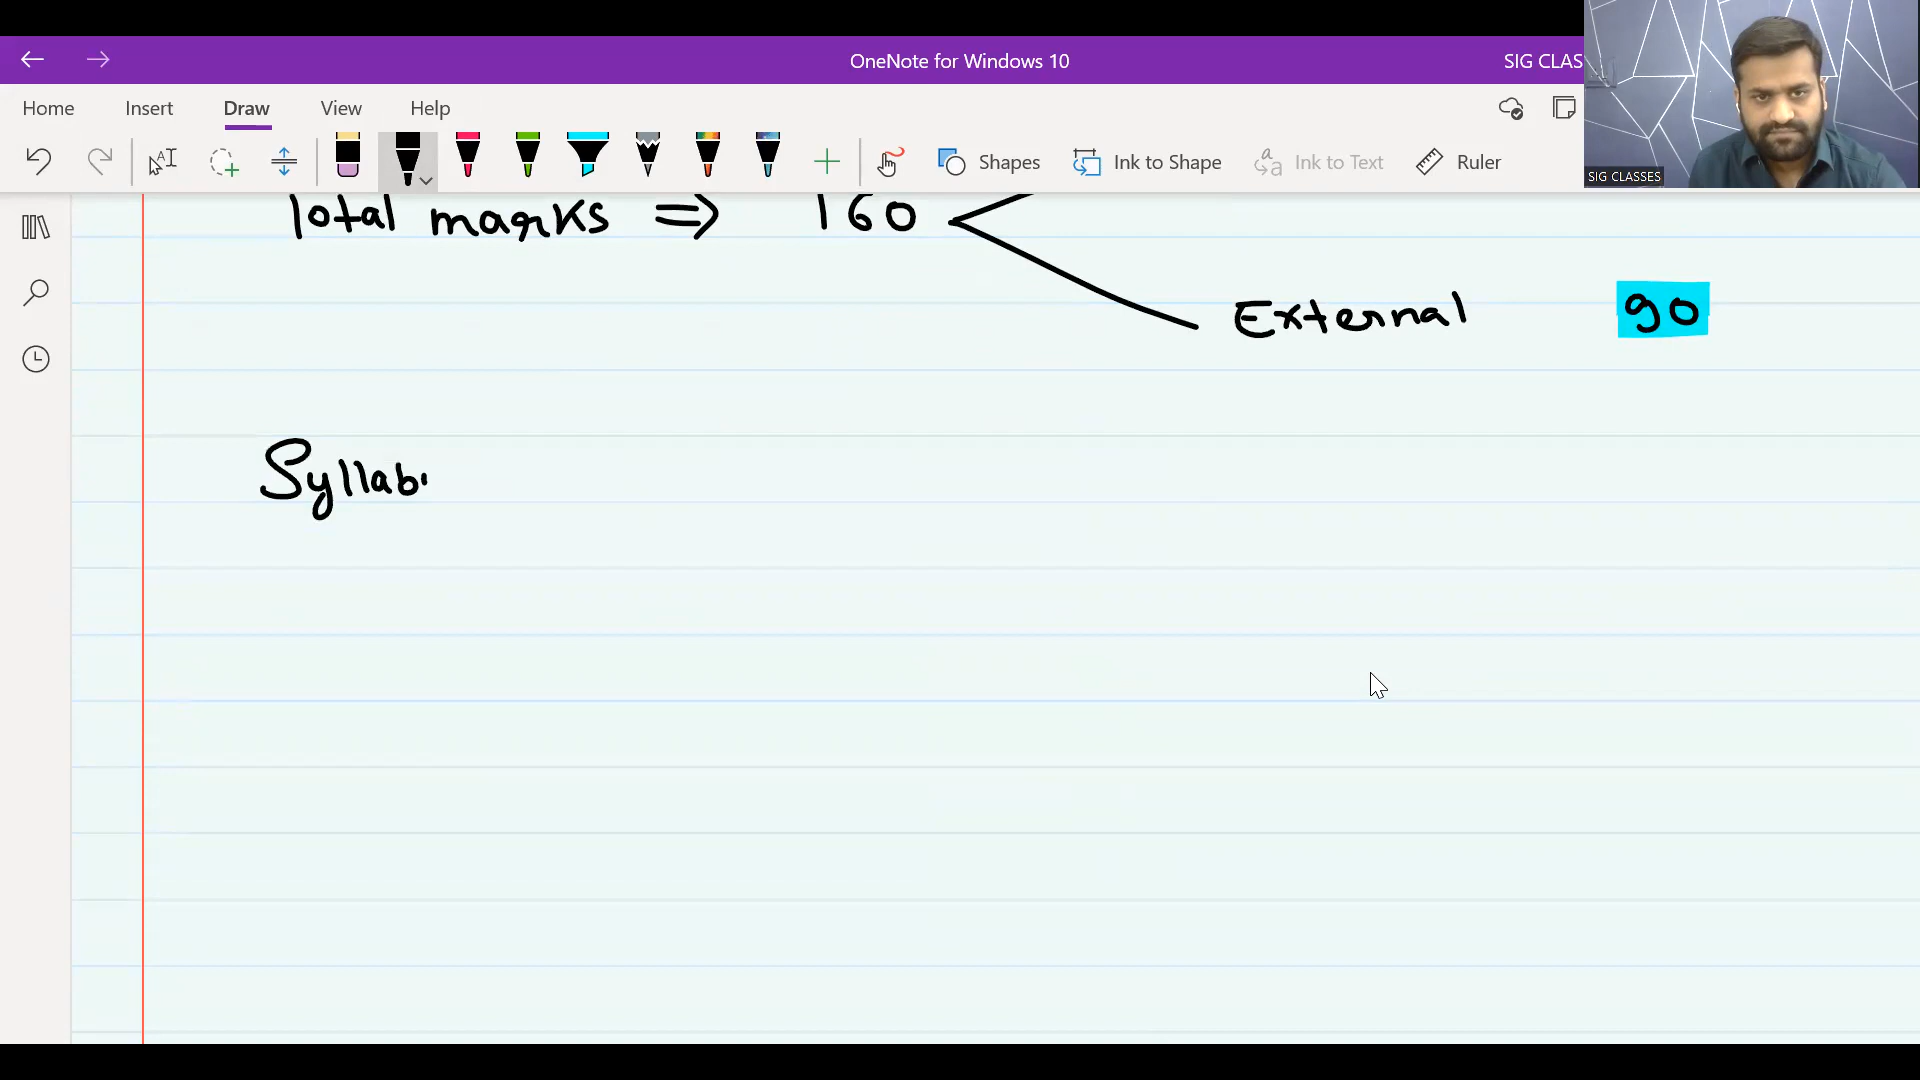 OneNote for Windows 10
SIG CLAS
Home Insert Draw View Help
Shapes Ink to Shape Ink to Text Ruler
SIG CLASSES
Total marks ⇒ 160
External 90
Syllab